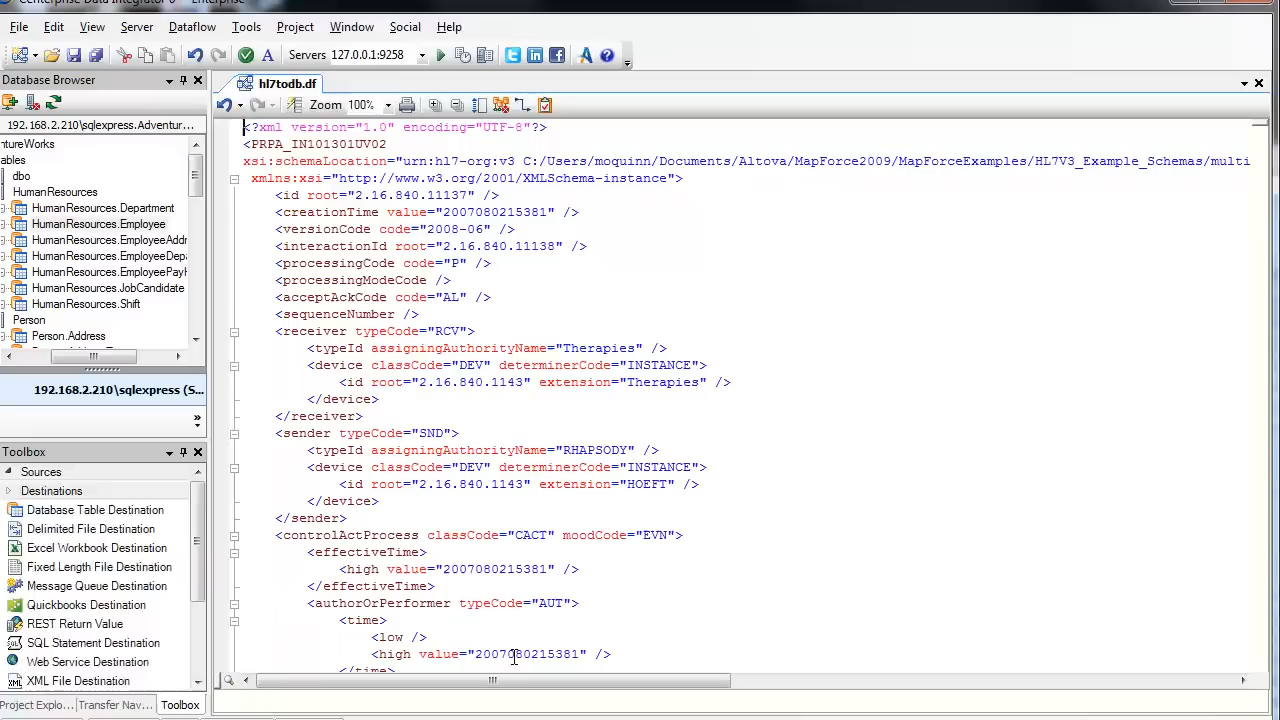 Centerprise Data Integrator 6 - Enterprise
File Edit View Server Dataflow Tools Project Window Social Help
Servers 127.0.0.1:9258
Database Browser
192.168.2.210\sqlexpress.Adventur...
ntureWorks
ables
dbo
HumanResources
HumanResources.Department
HumanResources.Employee
HumanResources.EmployeeAddr
HumanResources.EmployeeDepa
HumanResources.EmployeePayH
HumanResources.JobCandidate
HumanResources.Shift
Person
Person.Address
192.168.2.210\sqlexpress (S...
Toolbox
Sources
Destinations
Database Table Destination
Delimited File Destination
Excel Workbook Destination
Fixed Length File Destination
Message Queue Destination
Quickbooks Destination
REST Return Value
SQL Statement Destination
Web Service Destination
XML File Destination
Project Explo... Transfer Nav... Toolbox
hl7todb.df
Zoom 100%
<?xml version="1.0" encoding="UTF-8"?>
<PRPA_IN101301UV02
xsi:schemaLocation="urn:hl7-org:v3 C:/Users/moquinn/Documents/Altova/MapForce2009/MapForceExamples/HL7V3_Example_Schemas/multi
xmlns:xsi="http://www.w3.org/2001/XMLSchema-instance">
<id root="2.16.840.11137" />
<creationTime value="2007080215381" />
<versionCode code="2008-06" />
<interactionId root="2.16.840.11138" />
<processingCode code="P" />
<processingModeCode />
<acceptAckCode code="AL" />
<sequenceNumber />
<receiver typeCode="RCV">
<typeId assigningAuthorityName="Therapies" />
<device classCode="DEV" determinerCode="INSTANCE">
<id root="2.16.840.1143" extension="Therapies" />
</device>
</receiver>
<sender typeCode="SND">
<typeId assigningAuthorityName="RHAPSODY" />
<device classCode="DEV" determinerCode="INSTANCE">
<id root="2.16.840.1143" extension="HOEFT" />
</device>
</sender>
<controlActProcess classCode="CACT" moodCode="EVN">
<effectiveTime>
<high value="2007080215381" />
</effectiveTime>
<authorOrPerformer typeCode="AUT">
<time>
<low />
<high value="2007080215381" />
</time>